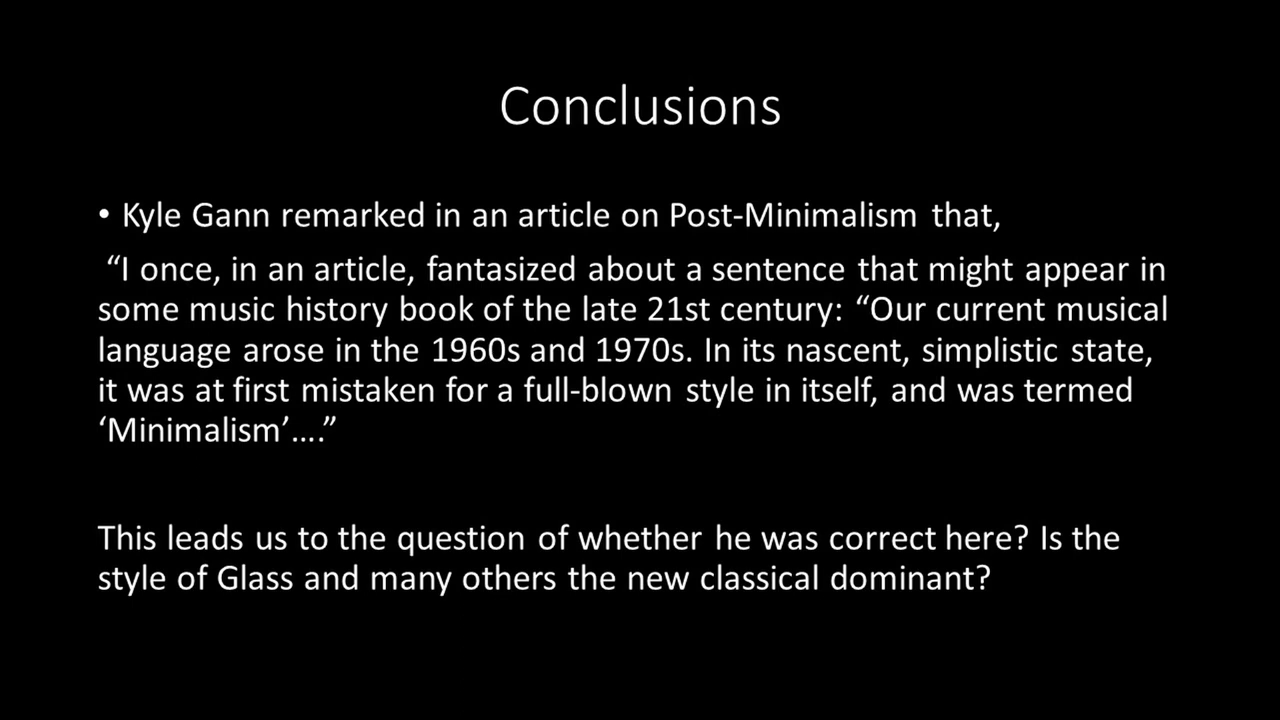 Conclusions
• Kyle Gann remarked in an article on Post-Minimalism that,
“I once, in an article, fantasized about a sentence that might appear in
some music history book of the late 21st century: “Our current musical
language arose in the 1960s and 1970s. In its nascent, simplistic state,
it was at first mistaken for a full-blown style in itself, and was termed
‘Minimalism’….”
This leads us to the question of whether he was correct here? Is the
style of Glass and many others the new classical dominant?